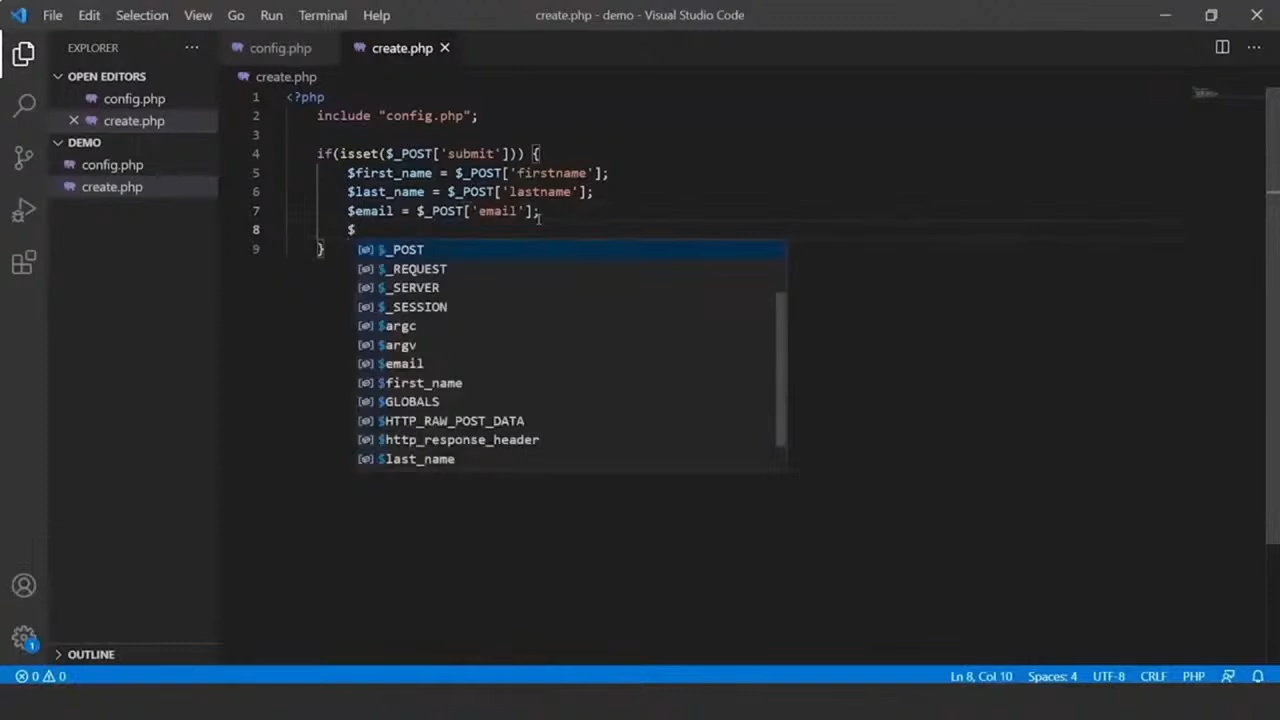 File Edit Selection View Go Run Terminal Help create.php - demo - Visual Studio Code
EXPLORER ... config.php create.php
OPEN EDITORS
config.php
create.php
DEMO
config.php
create.php
create.php
1 <?php
2 include "config.php";
3
4 if(isset($_POST['submit'])) {
5 $first_name = $_POST['firstname'];
6 $last_name = $_POST['lastname'];
7 $email = $_POST['email'];
8 $
9 }
$_POST
$_REQUEST
$_SERVER
$_SESSION
$argc
$argv
$email
$first_name
$GLOBALS
$HTTP_RAW_POST_DATA
$http_response_header
$last_name
1
OUTLINE
0 0 Ln 8, Col 10 Spaces: 4 UTF-8 CRLF PHP